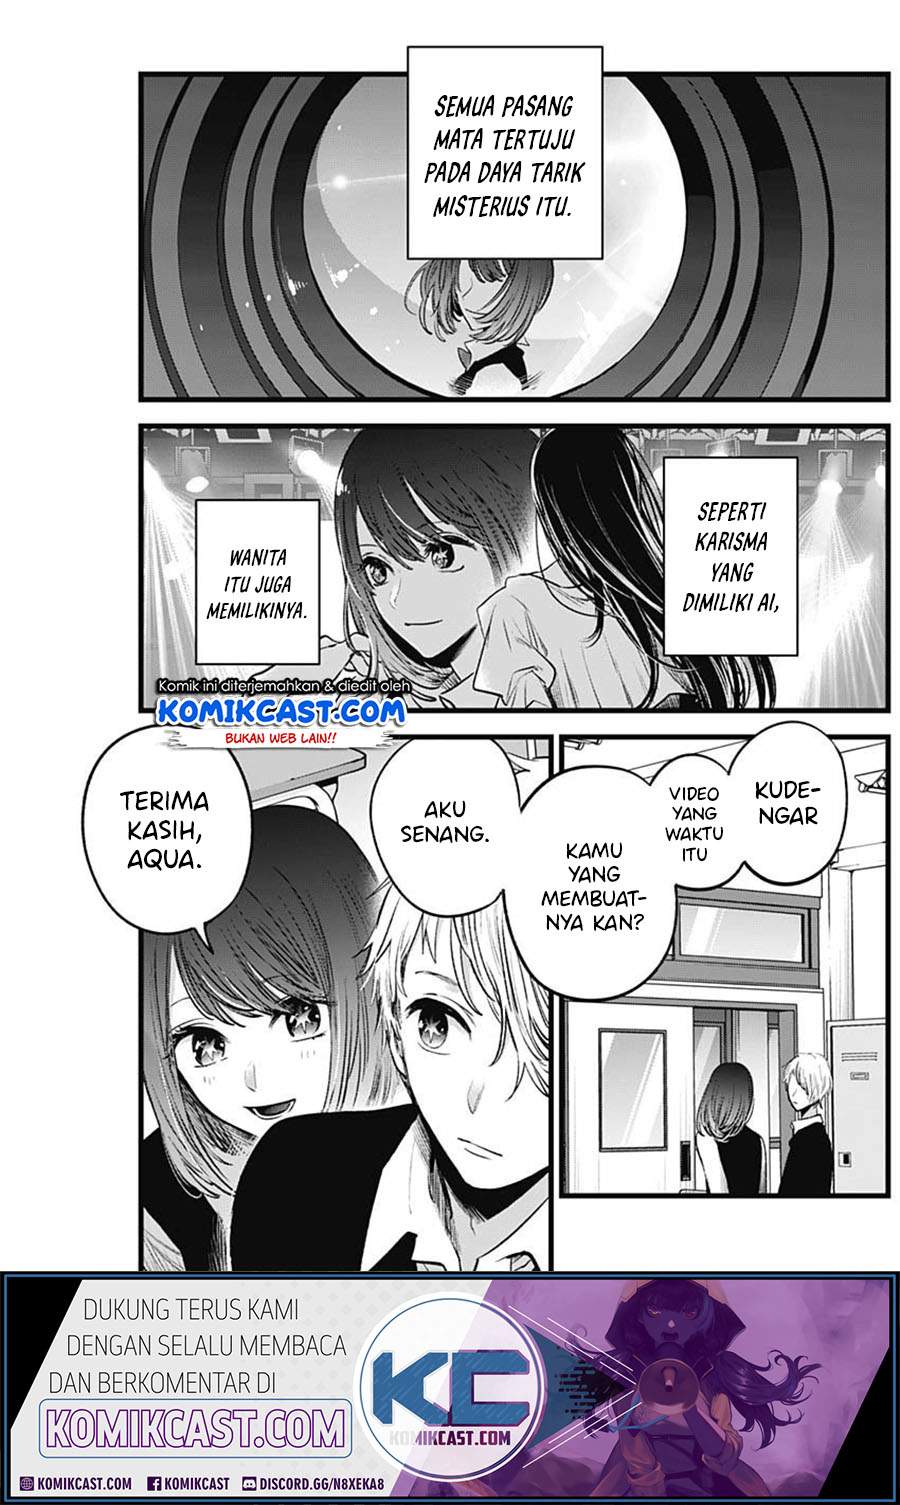 SEMUA PASANG
MATA TERTUJU
PADA DAYA TARIK
MISTERIUS ITU.
SEPERTI
KARISMA
YANG
DIMILIKI AI,
WANITA
ITU JUGA
MEMILIKINYA.
Komik ini diterjemahkan & diedit oleh
KOMIKCAST.COM
BUKAN WEB LAIN!!
KUDE-
NGAR
VIDEO
YANG
WAKTU
ITU
KAMU
YANG
MEMBUAT-
NYA KAN?
AKU
SENANG.
TERIMA
KASIH,
AQUA.
DUKUNG TERUS KAMI
DENGAN SELALU MEMBACA
DAN BERKOMENTAR DI
KOMIKCAST.COM
KOMIKCAST.COM
KOMIKCAST
DISCORD.GG/N8XEKA8
KC
KOMIKCAST.COM